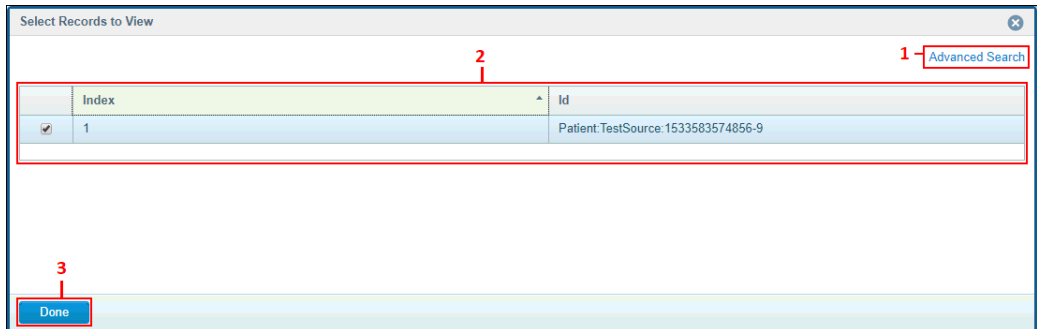 Select Records to View
1 Advanced Search
2
Index Id
1 Patient:TestSource:1533583574856-9
3
Done